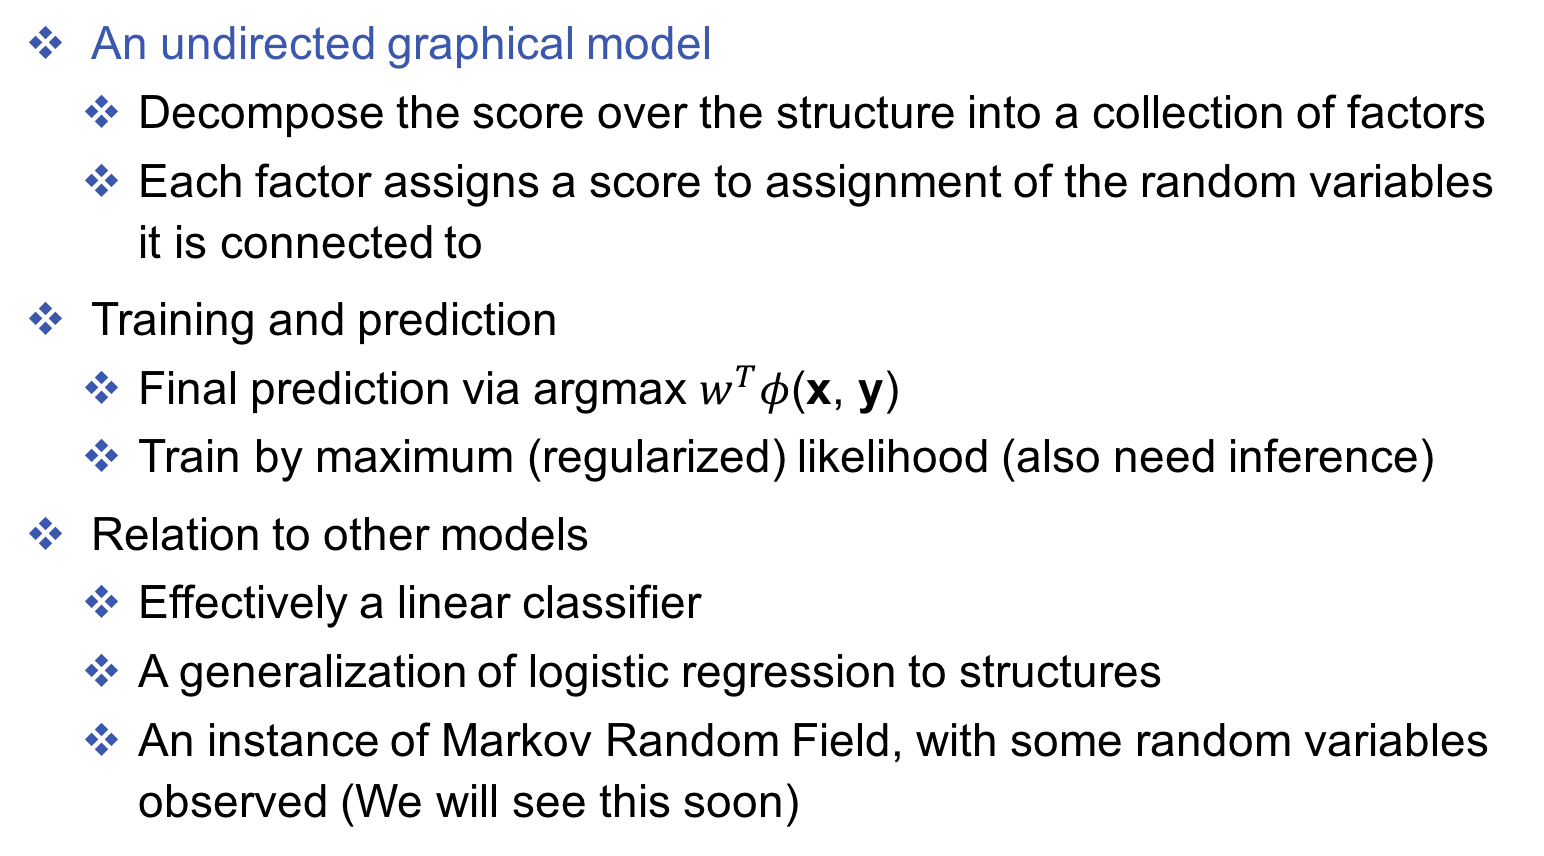 ❖ An undirected graphical model
❖ Decompose the score over the structure into a collection of factors
❖ Each factor assigns a score to assignment of the random variables
it is connected to
❖ Training and prediction
❖ Final prediction via argmax $w^T\phi$(**x**, **y**)
❖ Train by maximum (regularized) likelihood (also need inference)
❖ Relation to other models
❖ Effectively a linear classifier
❖ A generalization of logistic regression to structures
❖ An instance of Markov Random Field, with some random variables
observed (We will see this soon)